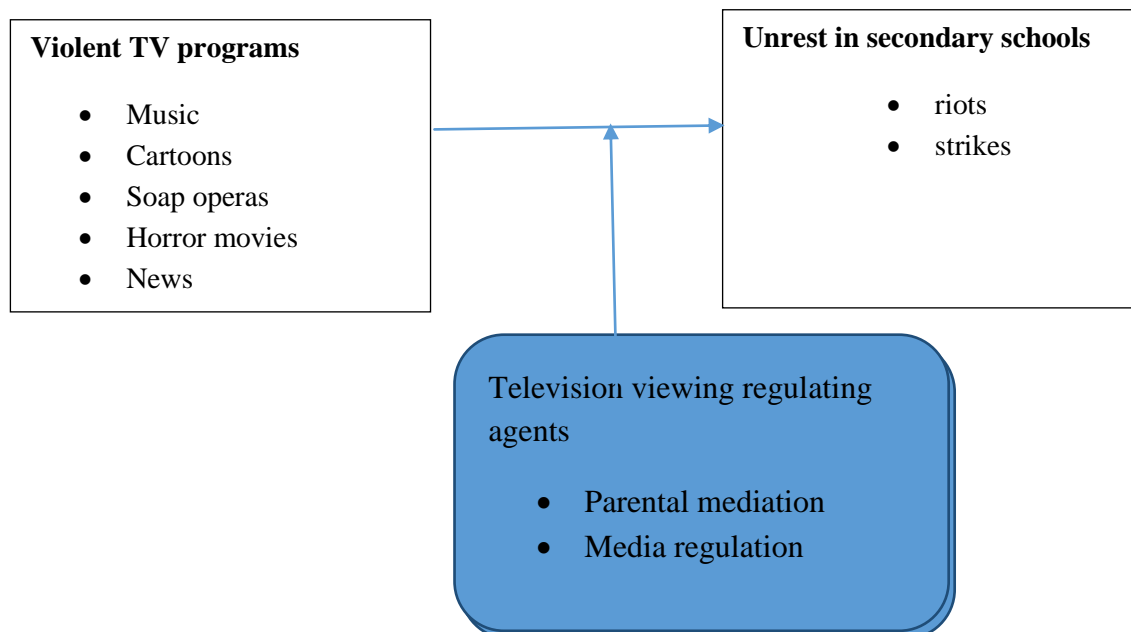 Violent TV programs
• Music
• Cartoons
• Soap operas
• Horror movies
• News
Unrest in secondary schools
• riots
• strikes
Television viewing regulating
agents
• Parental mediation
• Media regulation